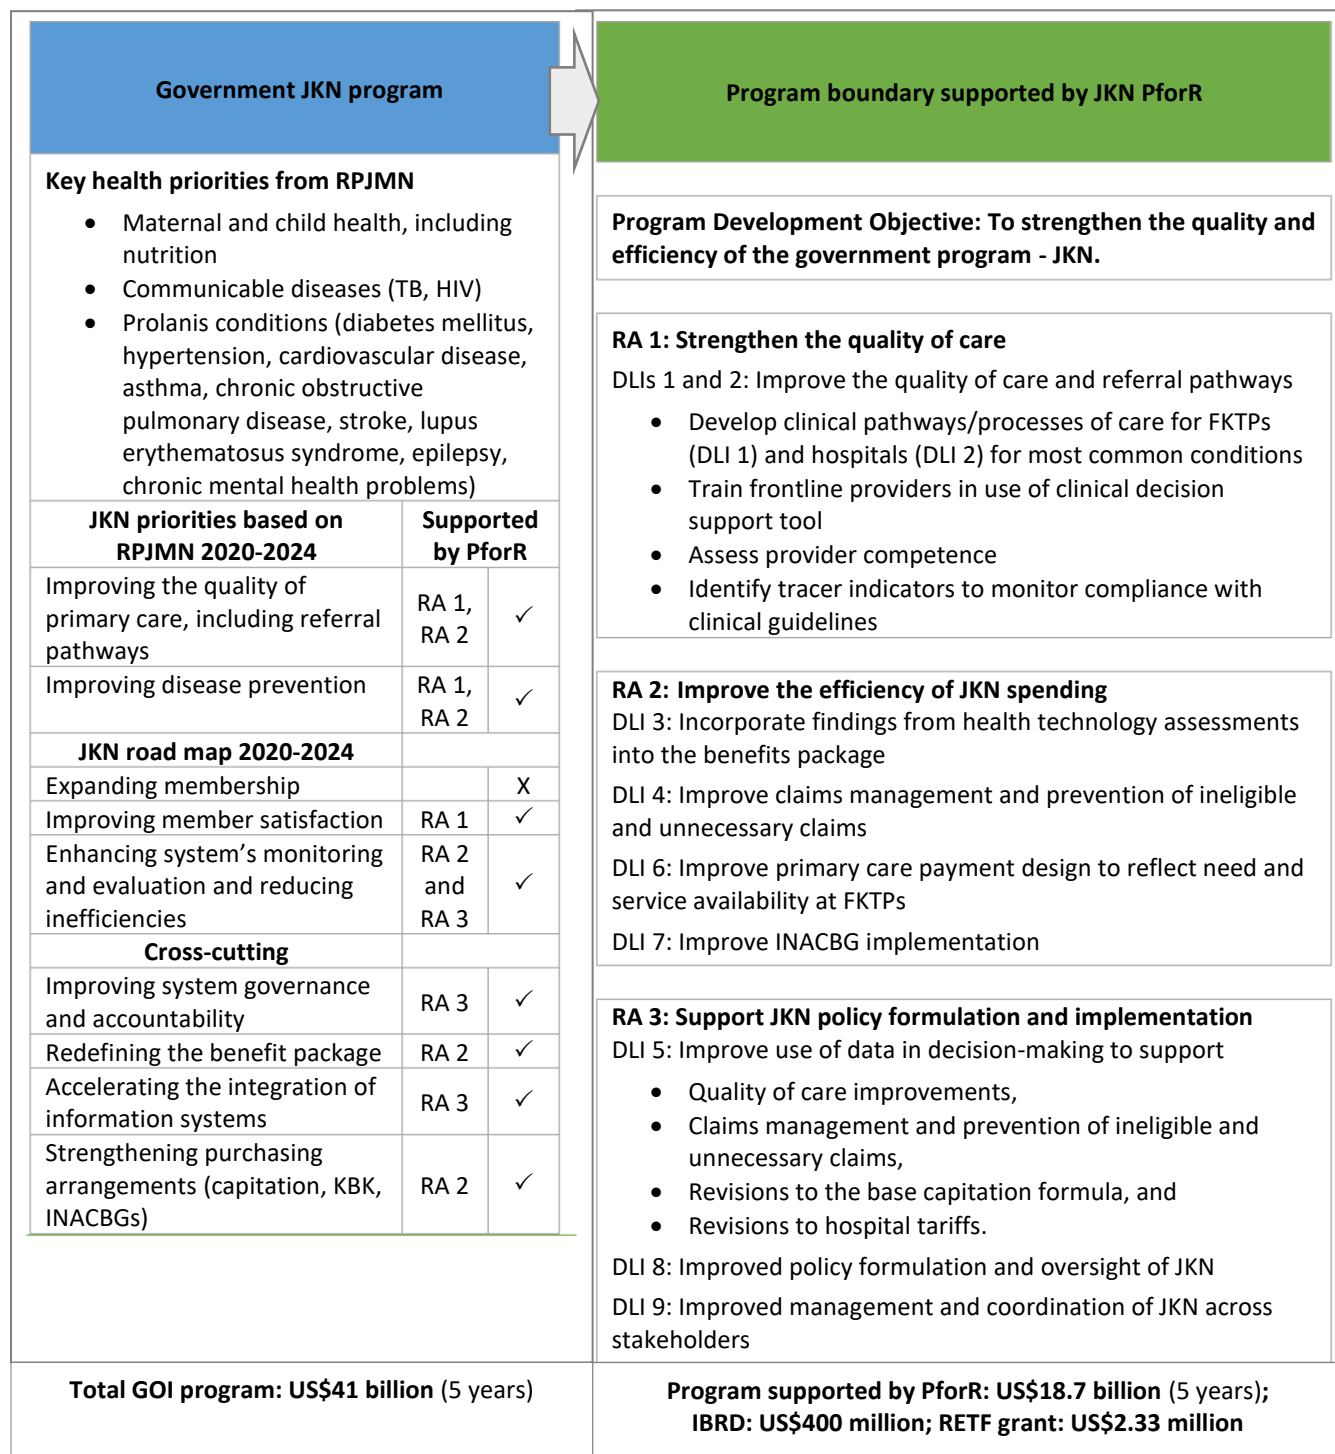 Government JKN program
Key health priorities from RPJMN
• Maternal and child health, including
nutrition
• Communicable diseases (TB, HIV)
• Prolanis conditions (diabetes mellitus,
hypertension, cardiovascular disease,
asthma, chronic obstructive
pulmonary disease, stroke, lupus
erythematosus syndrome, epilepsy,
chronic mental health problems)
JKN priorities based on
RPJMN 2020-2024
Supported
by PforR
Improving the quality of
primary care, including referral
pathways
RA 1,
RA 2
✓
Improving disease prevention
RA 1,
RA 2
✓
JKN road map 2020-2024
Expanding membership
X
Improving member satisfaction
RA 1
✓
Enhancing system’s monitoring
and evaluation and reducing
inefficiencies
RA 2
and
RA 3
✓
Cross-cutting
Improving system governance
and accountability
RA 3
✓
Redefining the benefit package
RA 2
✓
Accelerating the integration of
information systems
RA 3
✓
Strengthening purchasing
arrangements (capitation, KBK,
INACBGs)
RA 2
✓
Total GOI program: US$41 billion (5 years)
Program boundary supported by JKN PforR
Program Development Objective: To strengthen the quality and
efficiency of the government program - JKN.
RA 1: Strengthen the quality of care
DLIs 1 and 2: Improve the quality of care and referral pathways
• Develop clinical pathways/processes of care for FKTPs
(DLI 1) and hospitals (DLI 2) for most common conditions
• Train frontline providers in use of clinical decision
support tool
• Assess provider competence
• Identify tracer indicators to monitor compliance with
clinical guidelines
RA 2: Improve the efficiency of JKN spending
DLI 3: Incorporate findings from health technology assessments
into the benefits package
DLI 4: Improve claims management and prevention of ineligible
and unnecessary claims
DLI 6: Improve primary care payment design to reflect need and
service availability at FKTPs
DLI 7: Improve INACBG implementation
RA 3: Support JKN policy formulation and implementation
DLI 5: Improve use of data in decision-making to support
• Quality of care improvements,
• Claims management and prevention of ineligible and
unnecessary claims,
• Revisions to the base capitation formula, and
• Revisions to hospital tariffs.
DLI 8: Improved policy formulation and oversight of JKN
DLI 9: Improved management and coordination of JKN across
stakeholders
Program supported by PforR: US$18.7 billion (5 years);
IBRD: US$400 million; RETF grant: US$2.33 million